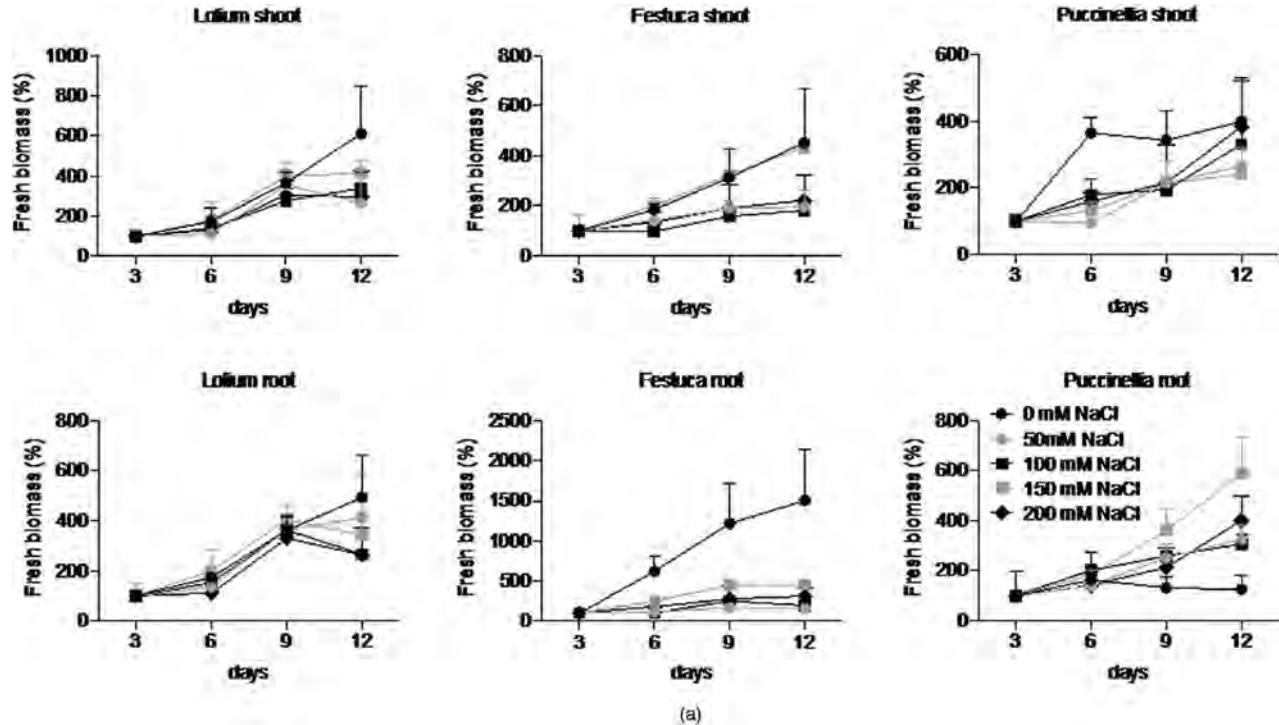 Lolium shoot
Fresh biomass (%)
1000
800
600
400
200
0
3 6 9 12
days
Festuca shoot
Fresh biomass (%)
800
600
400
200
0
3 6 9 12
days
Puccinellia shoot
Fresh biomass (%)
600
400
200
0
3 6 9 12
days
Lolium root
Fresh biomass (%)
800
600
400
200
0
3 6 9 12
days
Festuca root
Fresh biomass (%)
2500
2000
1500
1000
500
0
3 6 9 12
days
Puccinellia root
Fresh biomass (%)
800
600
400
200
0
0 mM NaCl
50mM NaCl
100 mM NaCl
150 mM NaCl
200 mM NaCl
3 6 9 12
days
(a)